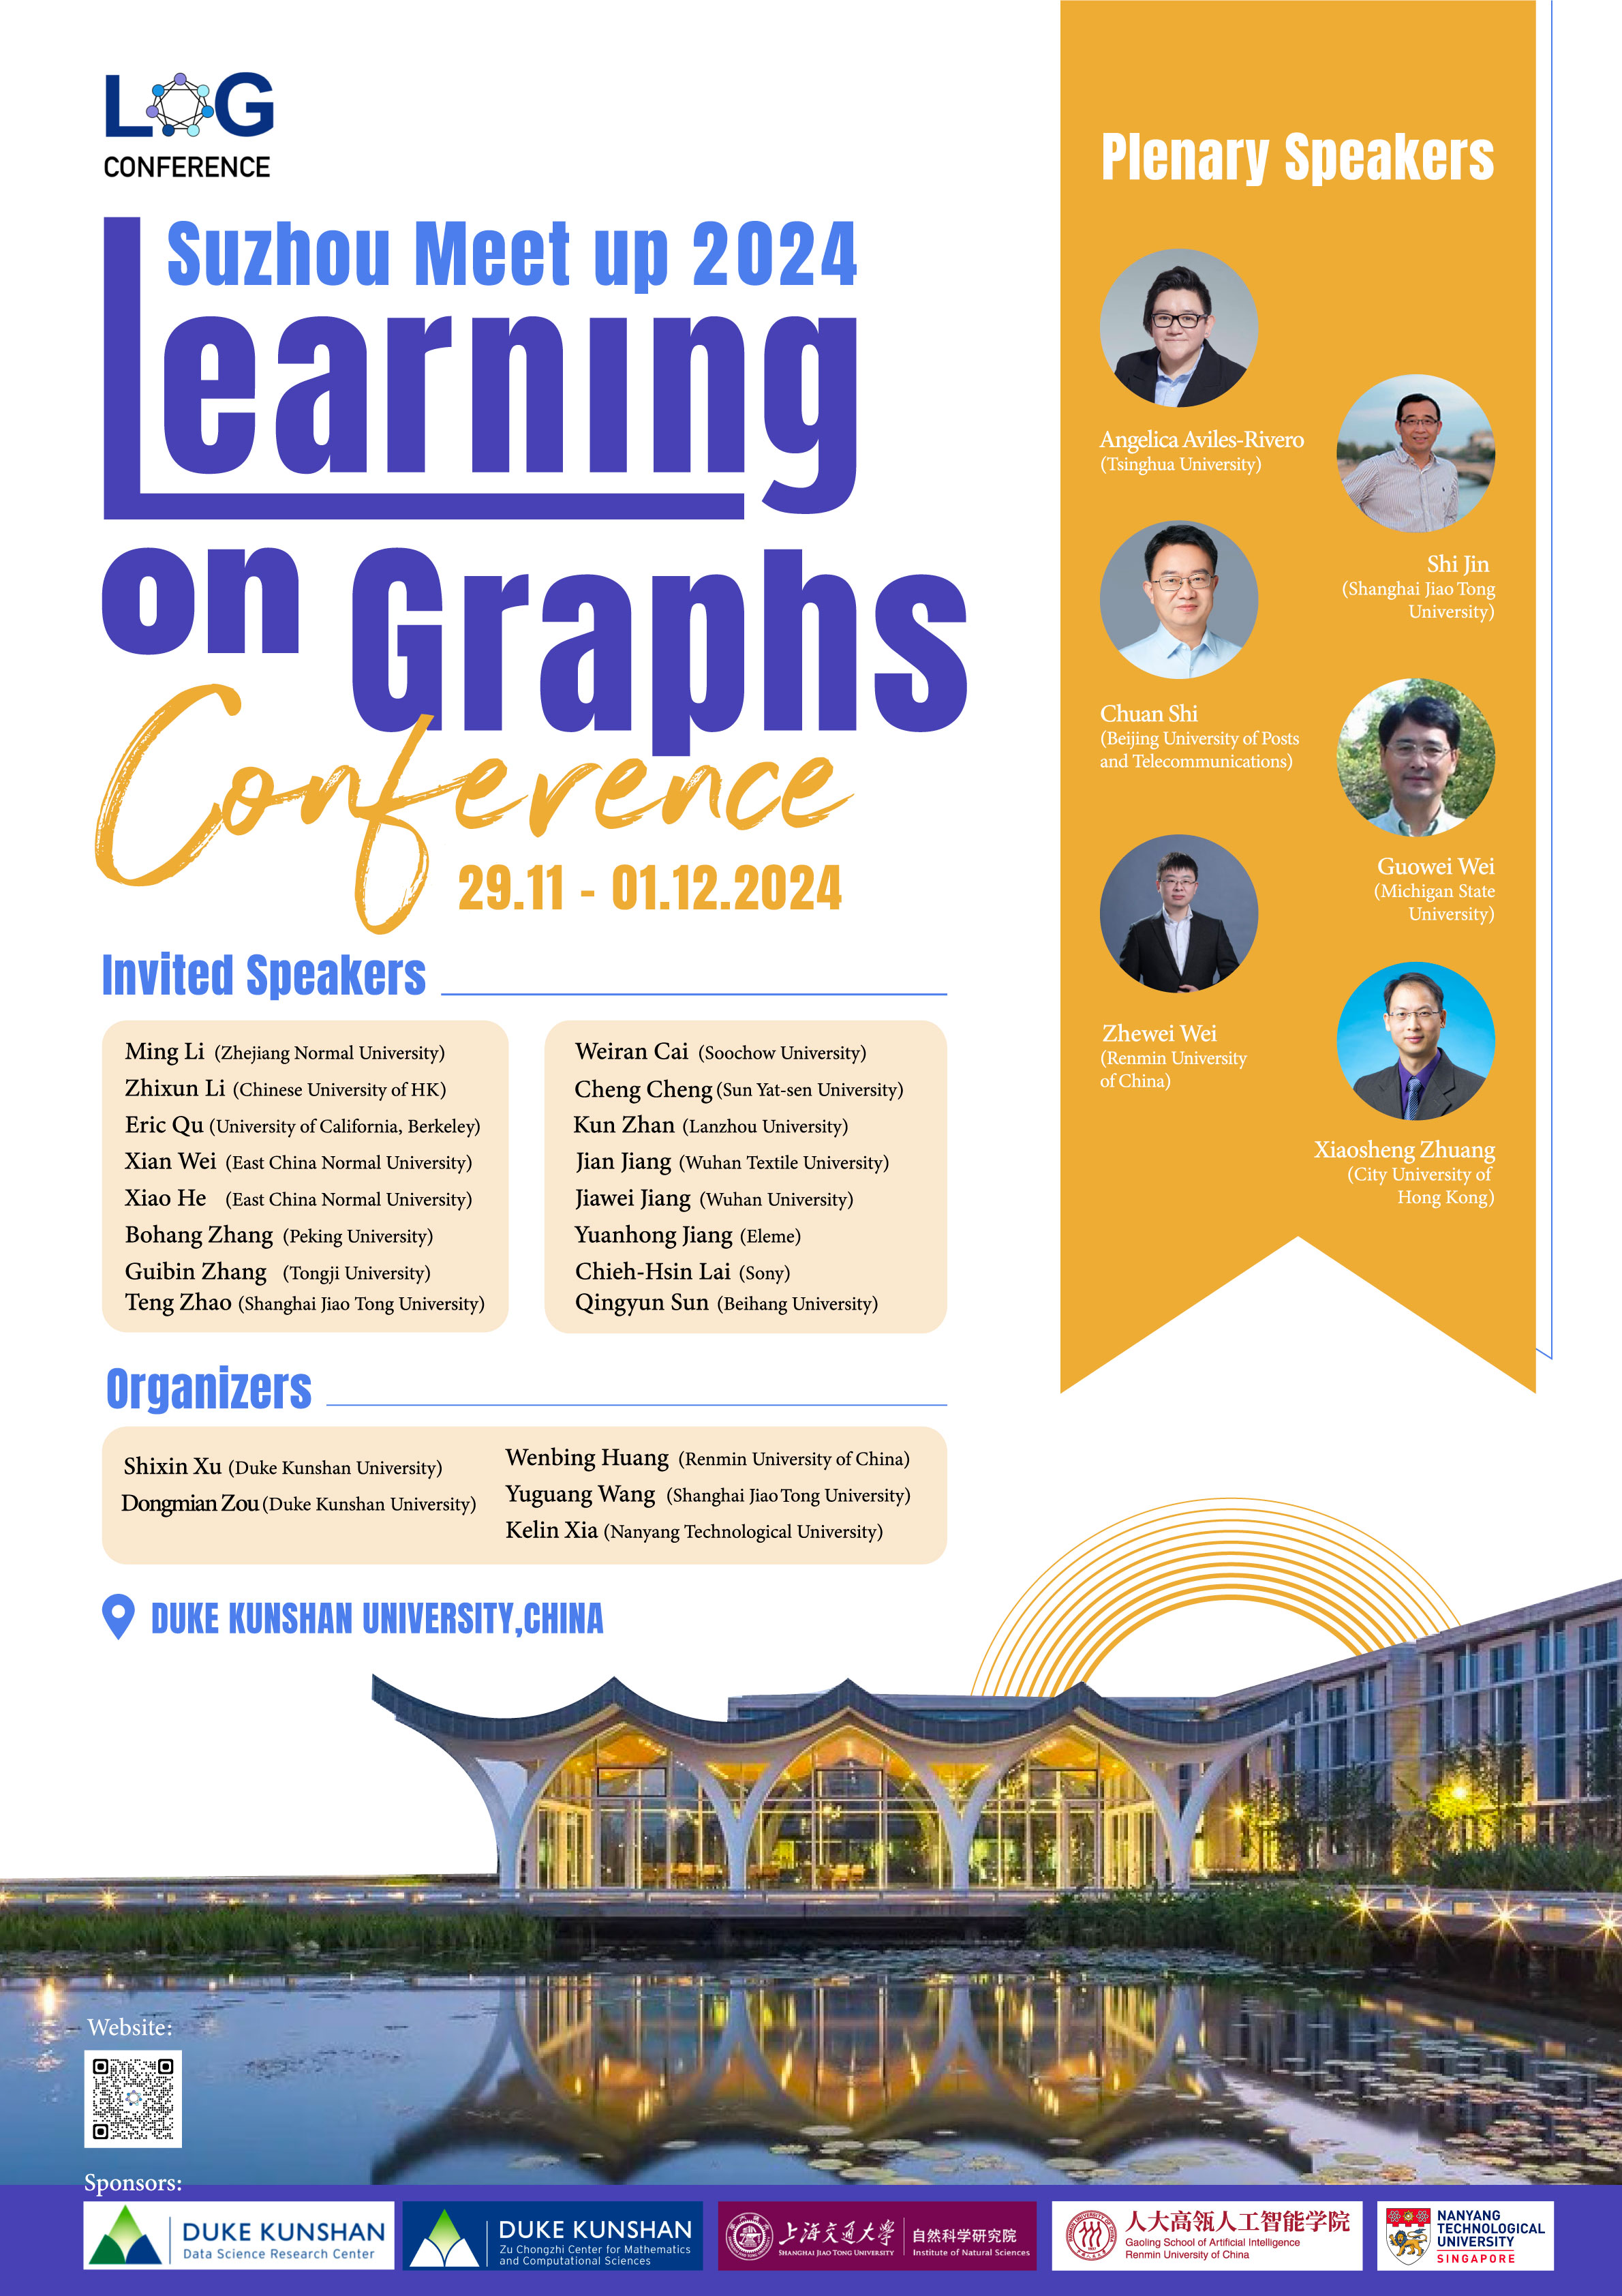 LOG
CONFERENCE
Suzhou Meet up 2024
Learning
on Graphs
Conference
29.11 - 01.12.2024
Invited Speakers
Ming Li (Zhejiang Normal University)
Zhixun Li (Chinese University of HK)
Eric Qu (University of California, Berkeley)
Xian Wei (East China Normal University)
Xiao He (East China Normal University)
Bohang Zhang (Peking University)
Guibin Zhang (Tongji University)
Teng Zhao (Shanghai Jiao Tong University)
Weiran Cai (Soochow University)
Cheng Cheng (Sun Yat-sen University)
Kun Zhan (Lanzhou University)
Jian Jiang (Wuhan Textile University)
Jiawei Jiang (Wuhan University)
Yuanhong Jiang (Eleme)
Chieh-Hsin Lai (Sony)
Qingyun Sun (Beihang University)
Organizers
Shixin Xu (Duke Kunshan University)
Dongmian Zou (Duke Kunshan University)
Wenbing Huang (Renmin University of China)
Yuguang Wang (Shanghai Jiao Tong University)
Kelin Xia (Nanyang Technological University)
DUKE KUNSHAN UNIVERSITY,CHINA
Plenary Speakers
Angelica Aviles-Rivero
(Tsinghua University)
Shi Jin
(Shanghai Jiao Tong
University)
Chuan Shi
(Beijing University of Posts
and Telecommunications)
Guowei Wei
(Michigan State
University)
Zhewei Wei
(Renmin University
of China)
Xiaosheng Zhuang
(City University of
Hong Kong)
Website:
Sponsors:
DUKE KUNSHAN
Data Science Research Center
DUKE KUNSHAN
Zu Chongzhi Center for Mathematics
and Computational Sciences
上海交通大学
SHANGHAI JIAO TONG UNIVERSITY
自然科学研究院
Institute of Natural Sciences
人大高瓴人工智能学院
Gaoling School of Artificial Intelligence
Renmin University of China
NANYANG
TECHNOLOGICAL
UNIVERSITY
SINGAPORE